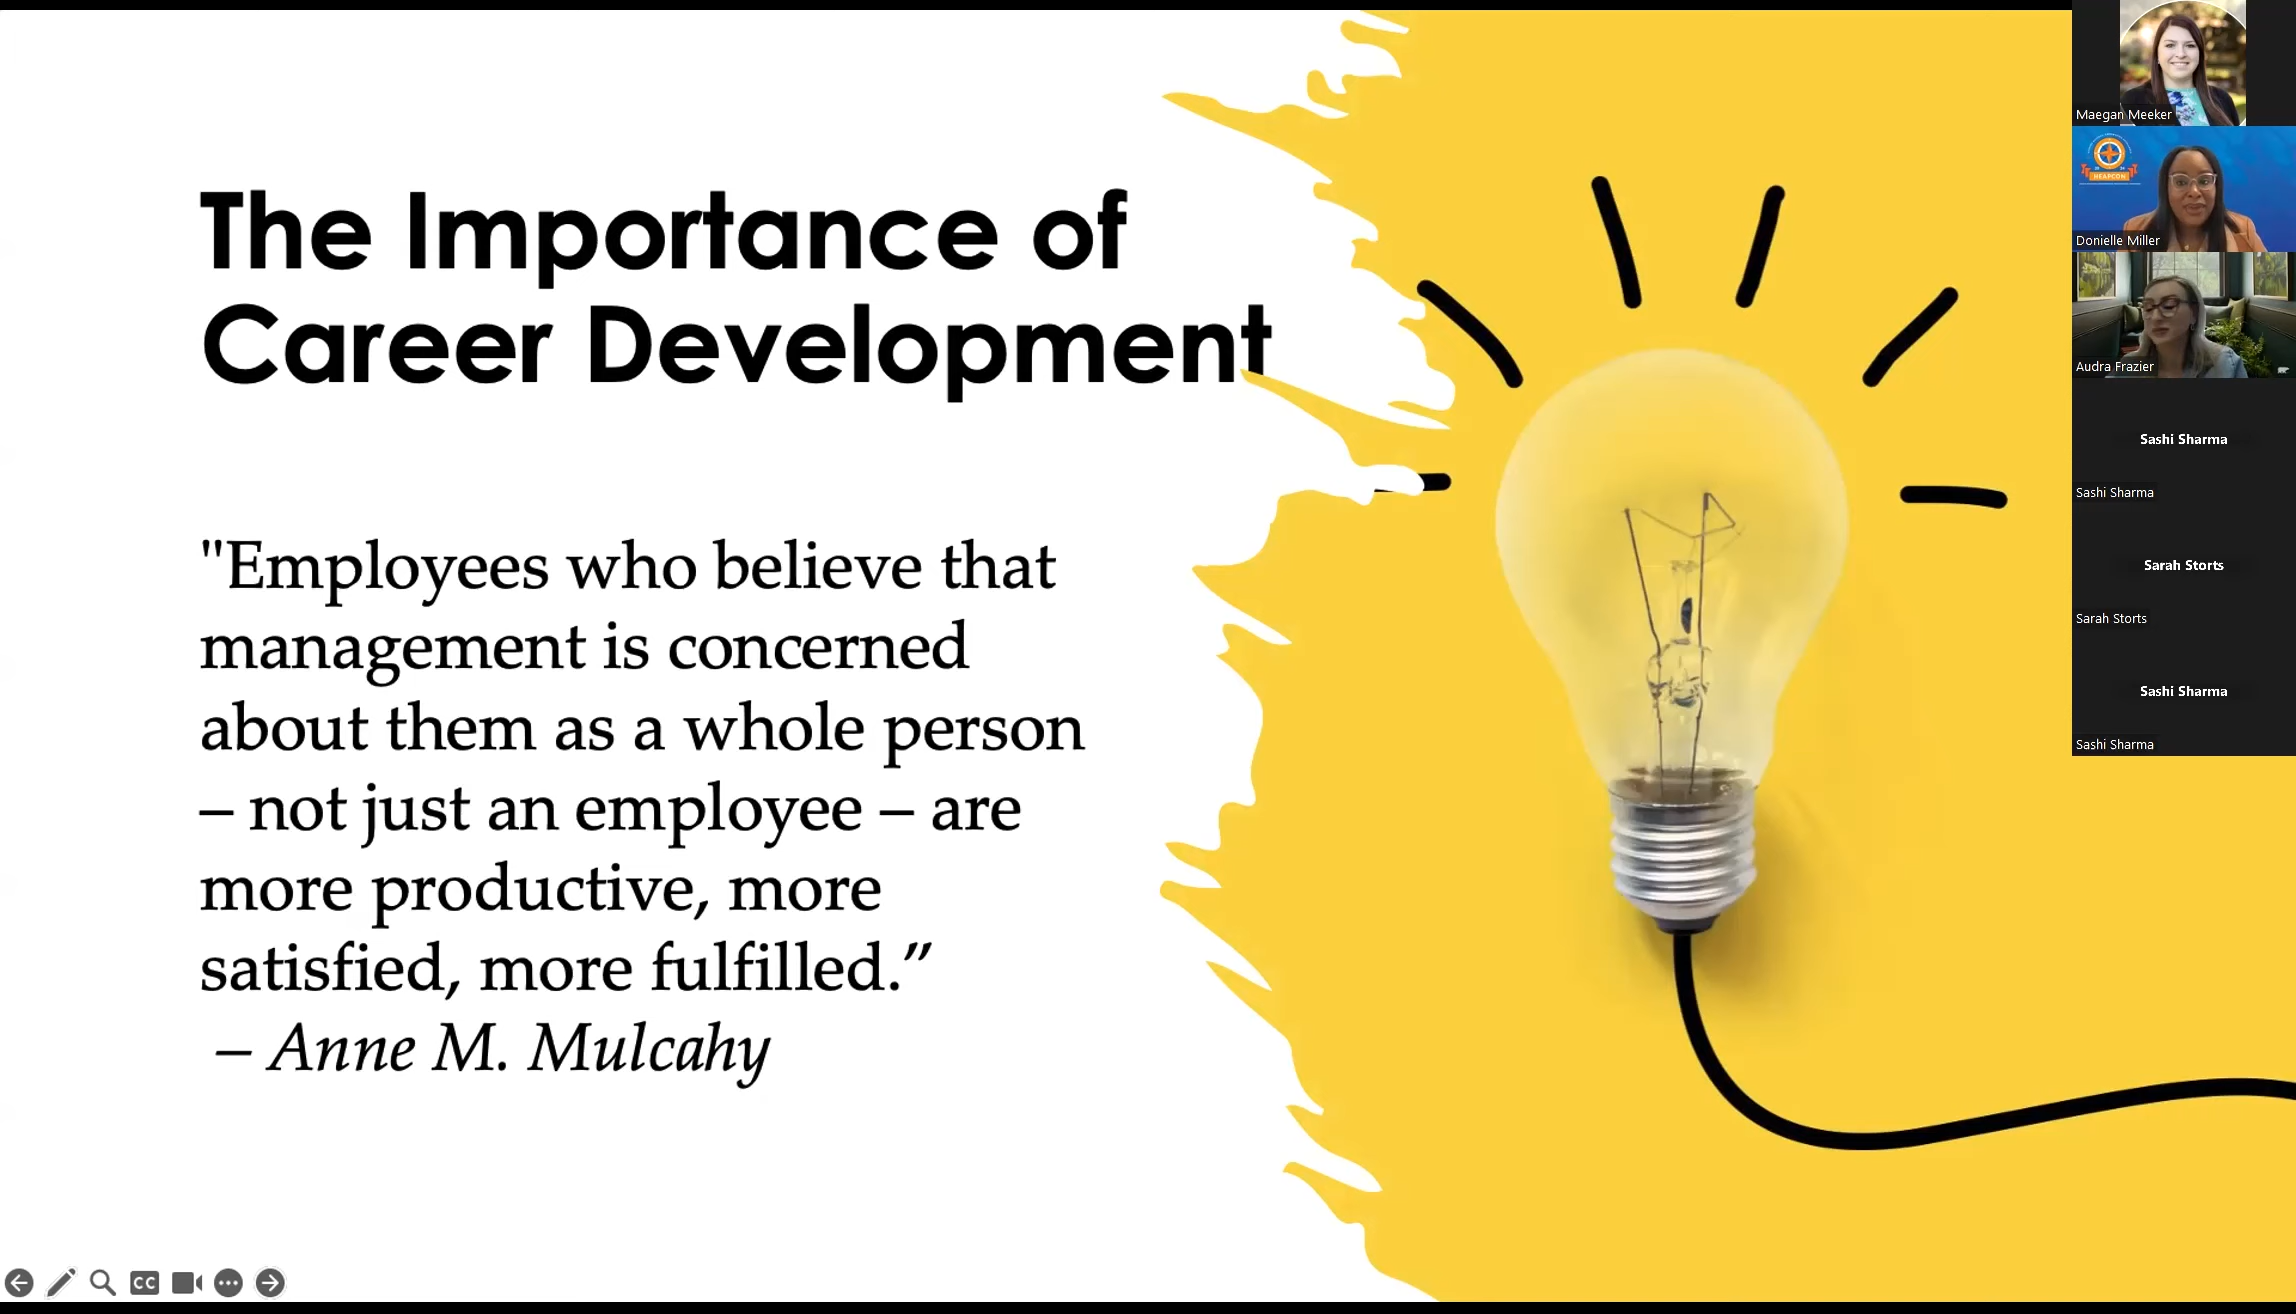 The Importance of
Career Development
"Employees who believe that
management is concerned
about them as a whole person
– not just an employee – are
more productive, more
satisfied, more fulfilled.”
– Anne M. Mulcahy
Maegan Meeker
HEAPCON
Donielle Miller
Audra Frazier
Sashi Sharma
Sashi Sharma
Sarah Storts
Sarah Storts
Sashi Sharma
Sashi Sharma
CC